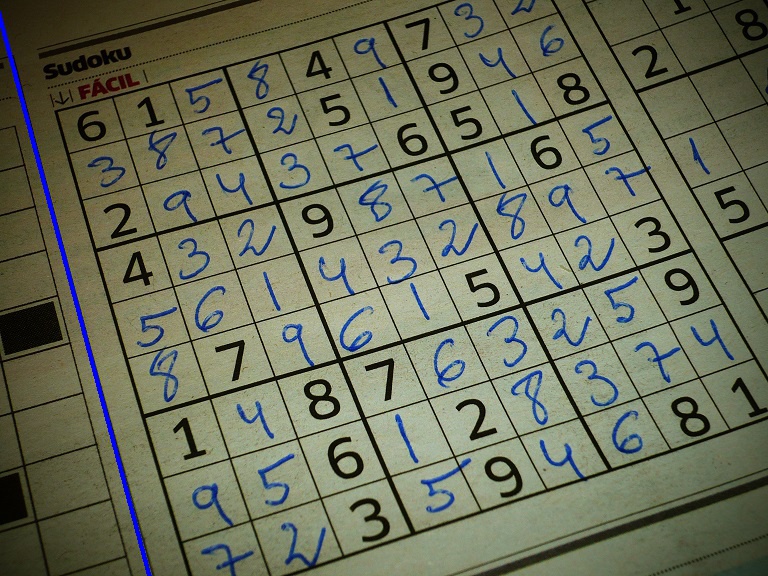 Sudoku
↓ FÁCIL
6 1 5 8 4 9 7 3 2
3 8 7 2 5 1 9 4 6
2 9 4 3 7 6 5 1 8
4 3 2 9 8 7 1 6 5
5 6 1 4 3 2 8 9 7
8 7 9 6 1 5 4 2 3
1 4 8 7 6 3 2 5 9
9 5 6 1 2 8 3 7 4
7 2 3 5 9 4 6 8 1
1
2 8
1
5